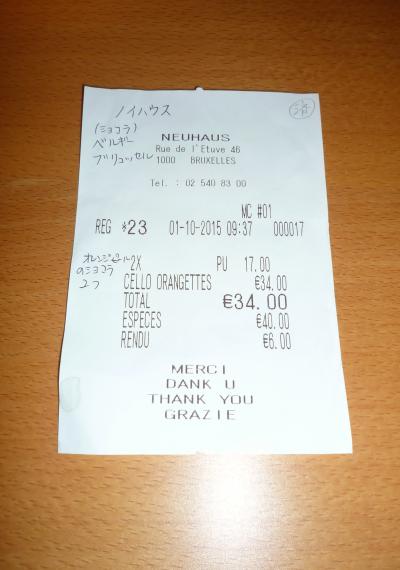 ノイハウス
(ショコラ)
ベルギー
ブリュッセル
NEUHAUS
Rue de l'Etuve 46
1000 BRUXELLES
Tel. : 02 540 83 00
MC #01
REG *23 01-10-2015 09:37 000017
オレンジピール
のショコラ
2つ
2X PU 17.00
CELLO ORANGETTES €34.00
TOTAL €34.00
ESPECES €40.00
RENDU €6.00
MERCI
DANK U
THANK YOU
GRAZIE